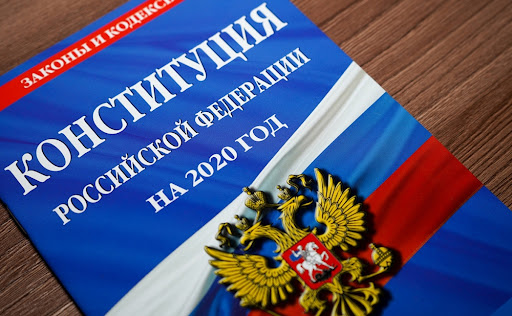 ЗАКОНЫ И КОДЕКСЫ
КОНСТИТУЦИЯ
РОССИЙСКОЙ ФЕДЕРАЦИИ
НА 2020 ГОД